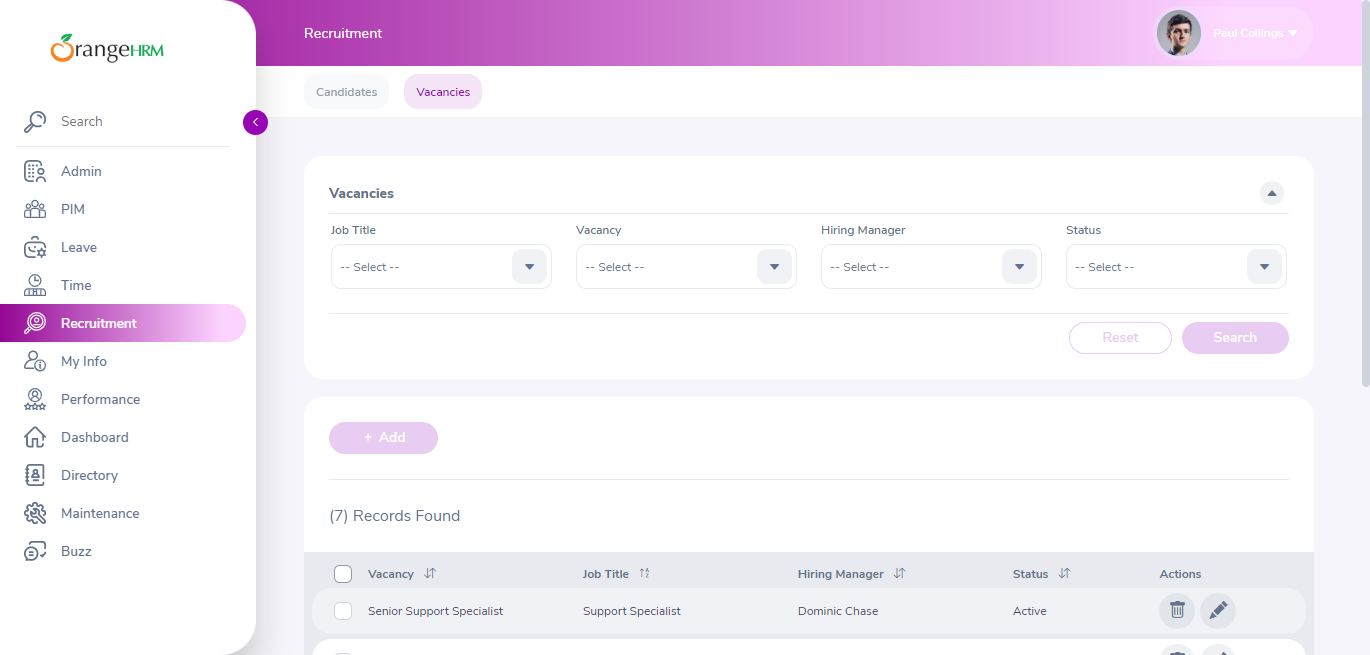 OrangeHRM
Recruitment
Paul Collings
Candidates
Vacancies
Search
Admin
PIM
Leave
Time
Recruitment
My Info
Performance
Dashboard
Directory
Maintenance
Buzz
Vacancies
Job Title
Vacancy
Hiring Manager
Status
-- Select --
-- Select --
-- Select --
-- Select --
Reset
Search
+ Add
(7) Records Found
Vacancy Job Title Hiring Manager Status Actions
Senior Support Specialist Support Specialist Dominic Chase Active